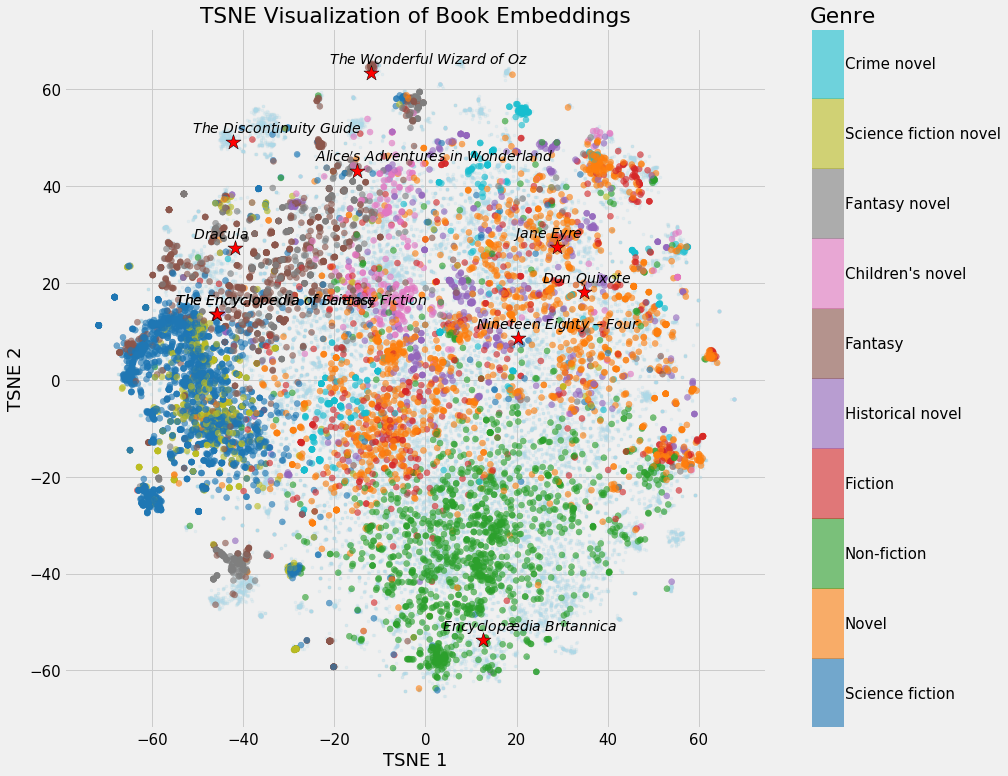 TSNE Visualization of Book Embeddings
Genre
The Wonderful Wizard of Oz
The Discontinuity Guide
Alice's Adventures in Wonderland
Dracula
Jane Eyre
Don Quixote
The Encyclopedia of Fantasy
The Encyclopedia of Science Fiction
Nineteen Eighty−Four
Encyclopædia Britannica
Crime novel
Science fiction novel
Fantasy novel
Children's novel
Fantasy
Historical novel
Fiction
Non-fiction
Novel
Science fiction
TSNE 2
60
40
20
0
−20
−40
−60
−60 −40 −20 0 20 40 60
TSNE 1